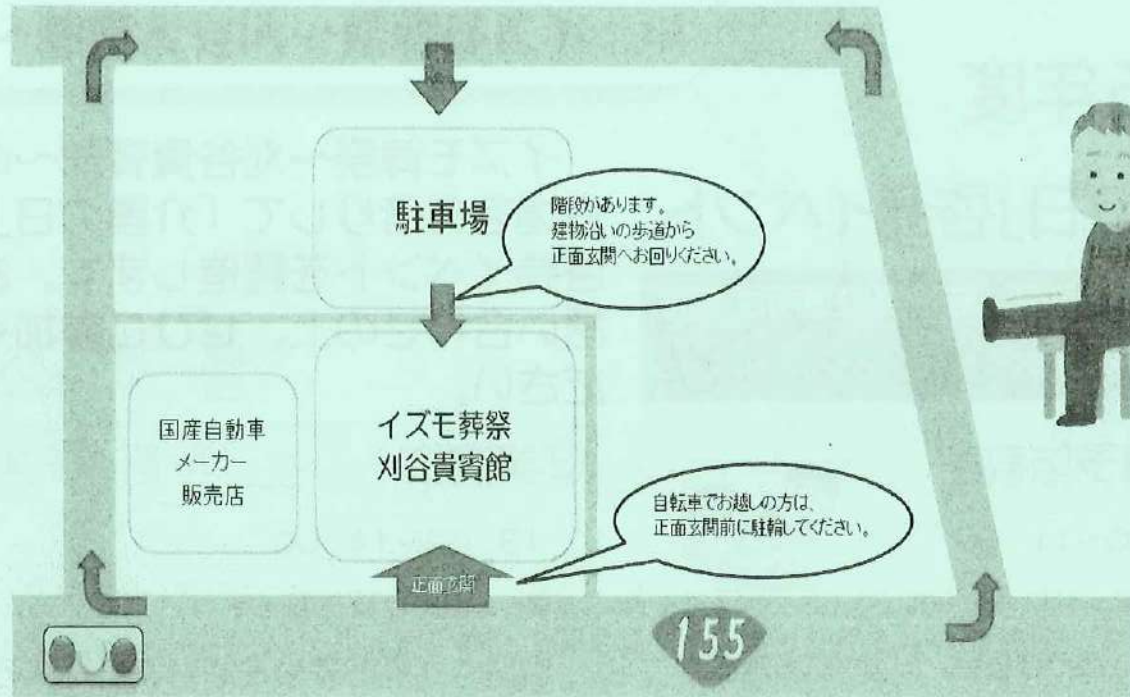 駐車場
階段があります。
建物沿いの歩道から
正面玄関へお回りください。
国産自動車
メーカー
販売店
イズモ葬祭
刈谷貴賓館
自転車でお越しの方は、
正面玄関前に駐輪してください。
正面玄関
155